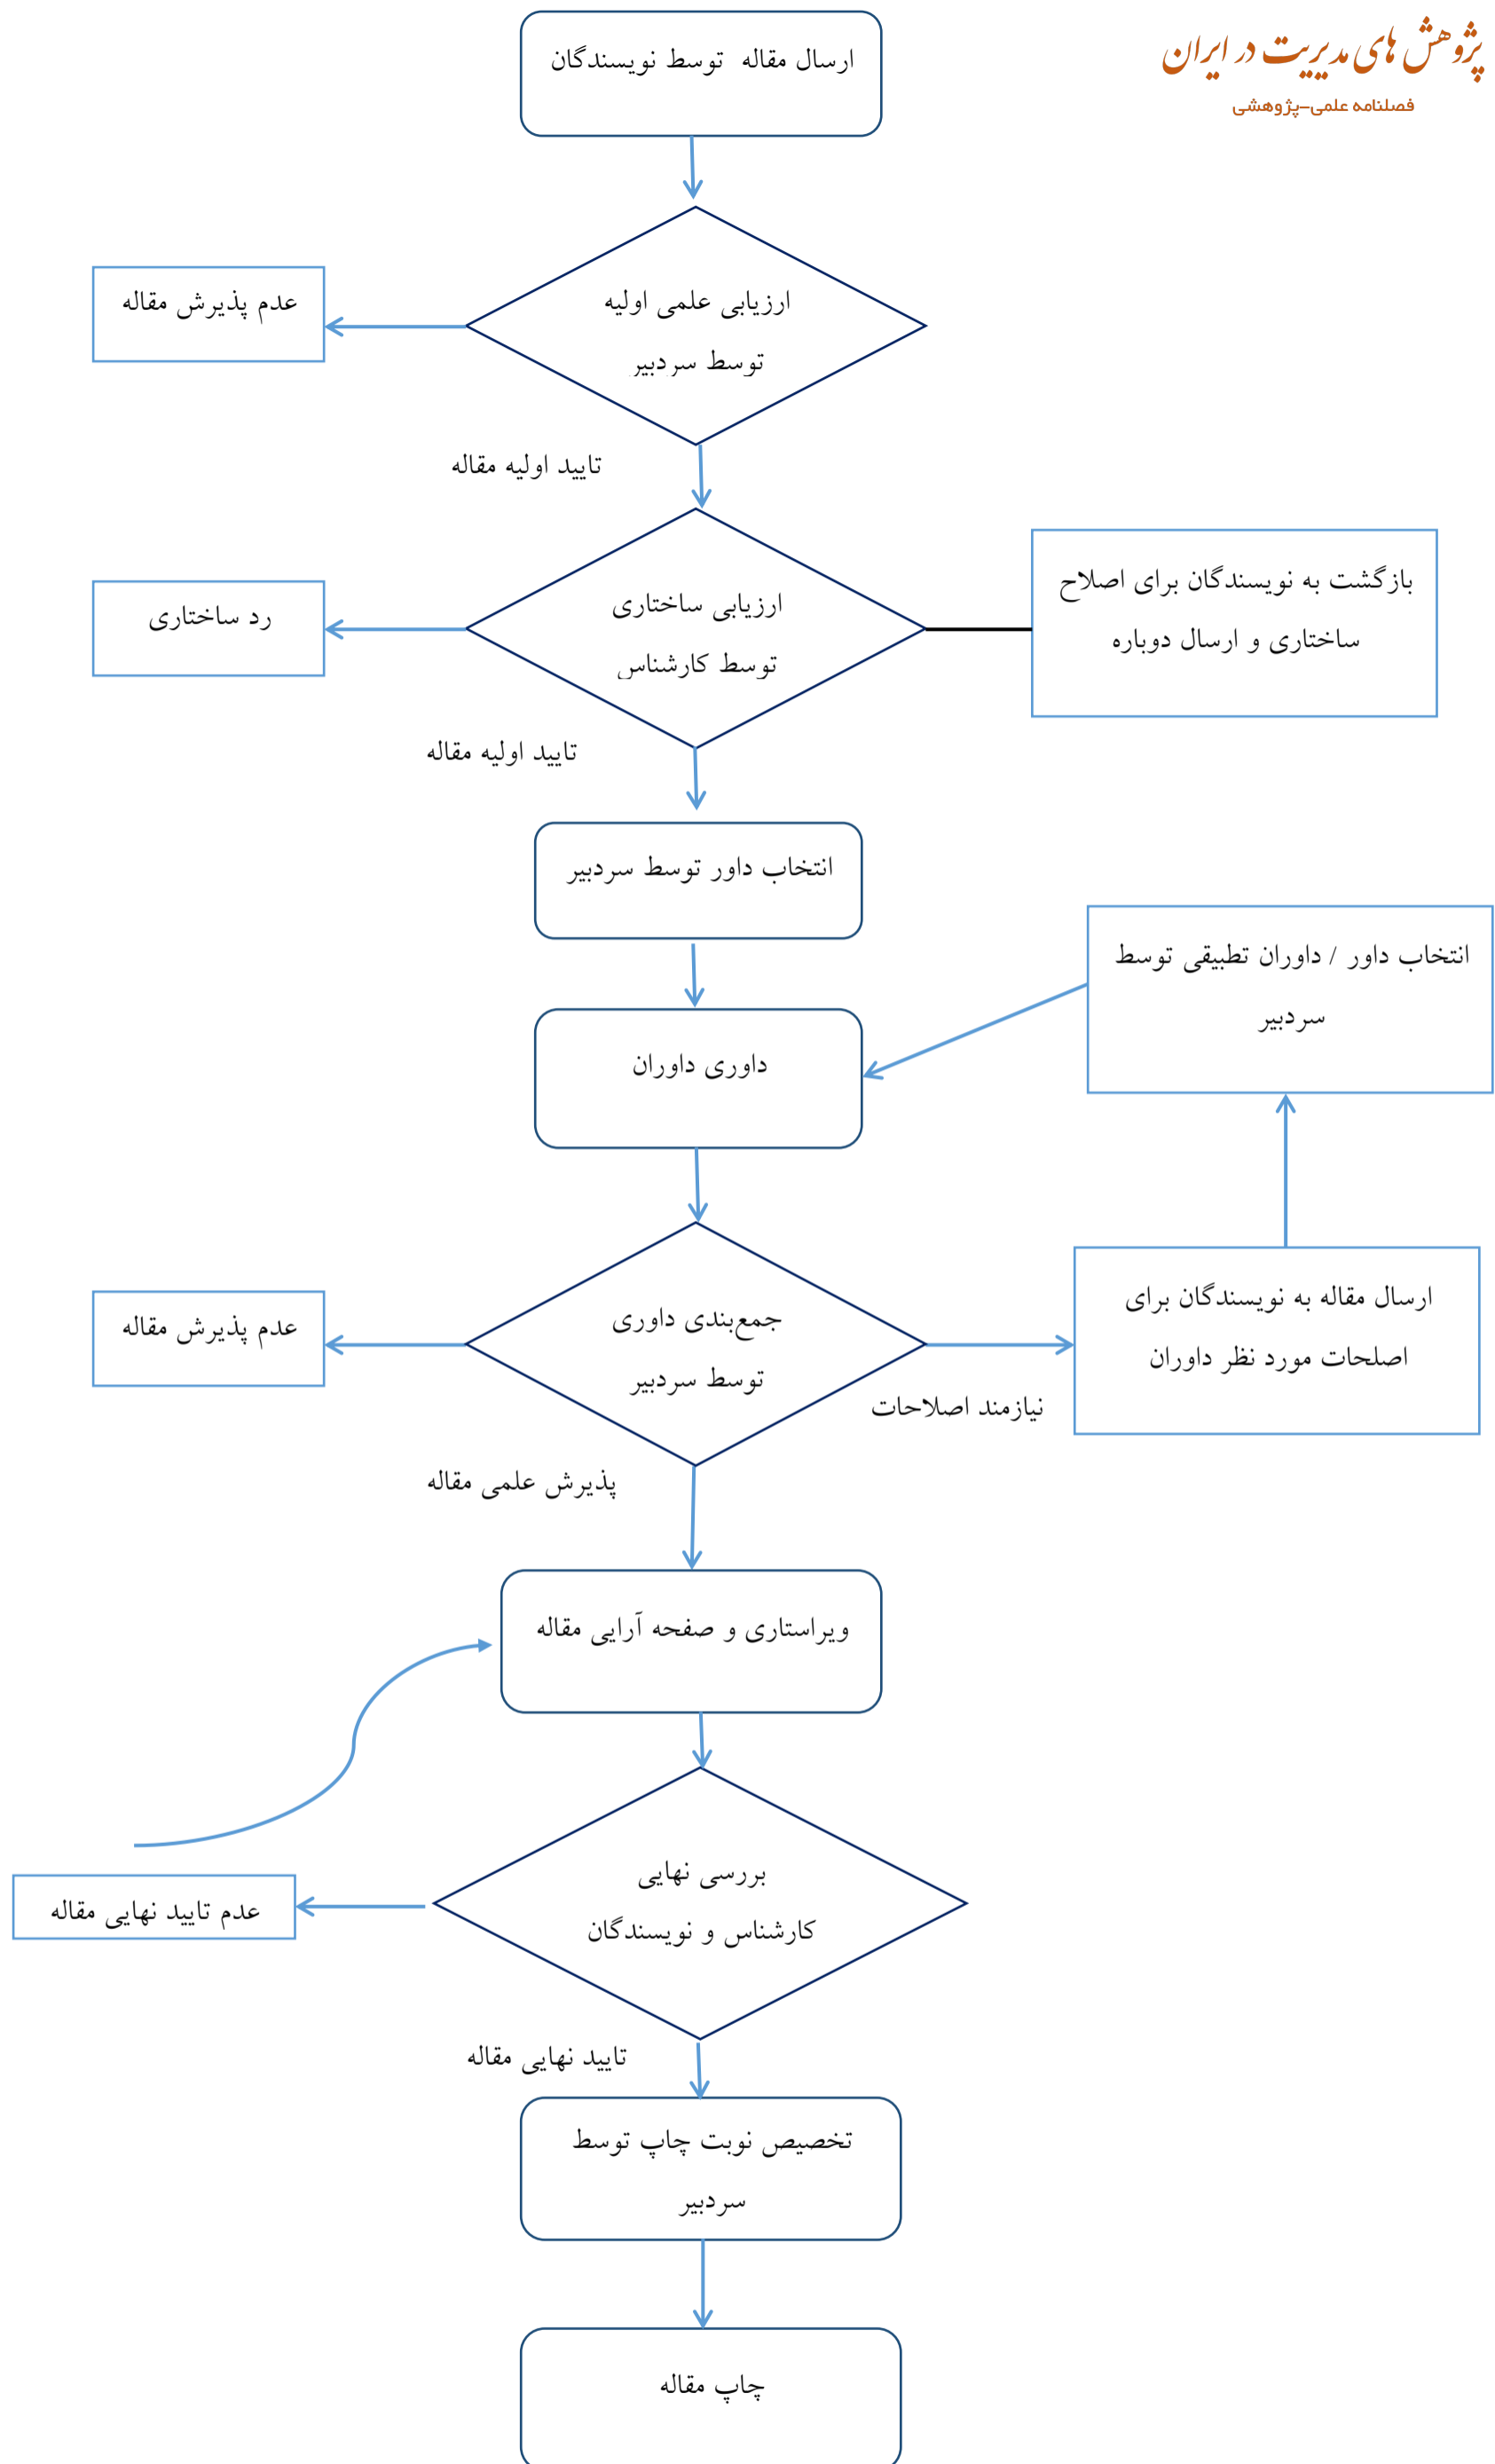 پژوهش های مدیریت در ایران
فصلنامه علمی-پژوهشی
ارسال مقاله توسط نویسندگان
ارزیابی علمی اولیه
توسط سردبیر
عدم پذیرش مقاله
تایید اولیه مقاله
ارزیابی ساختاری
توسط کارشناس
بازگشت به نویسندگان برای اصلاح
ساختاری و ارسال دوباره
رد ساختاری
تایید اولیه مقاله
انتخاب داور توسط سردبیر
انتخاب داور / داوران تطبیقی توسط
سردبیر
داوری داوران
ارسال مقاله به نویسندگان برای
اصلحات مورد نظر داوران
جمع‌بندی داوری
توسط سردبیر
عدم پذیرش مقاله
نیازمند اصلاحات
پذیرش علمی مقاله
ویراستاری و صفحه آرایی مقاله
بررسی نهایی
کارشناس و نویسندگان
عدم تایید نهایی مقاله
تایید نهایی مقاله
تخصیص نوبت چاپ توسط
سردبیر
چاپ مقاله